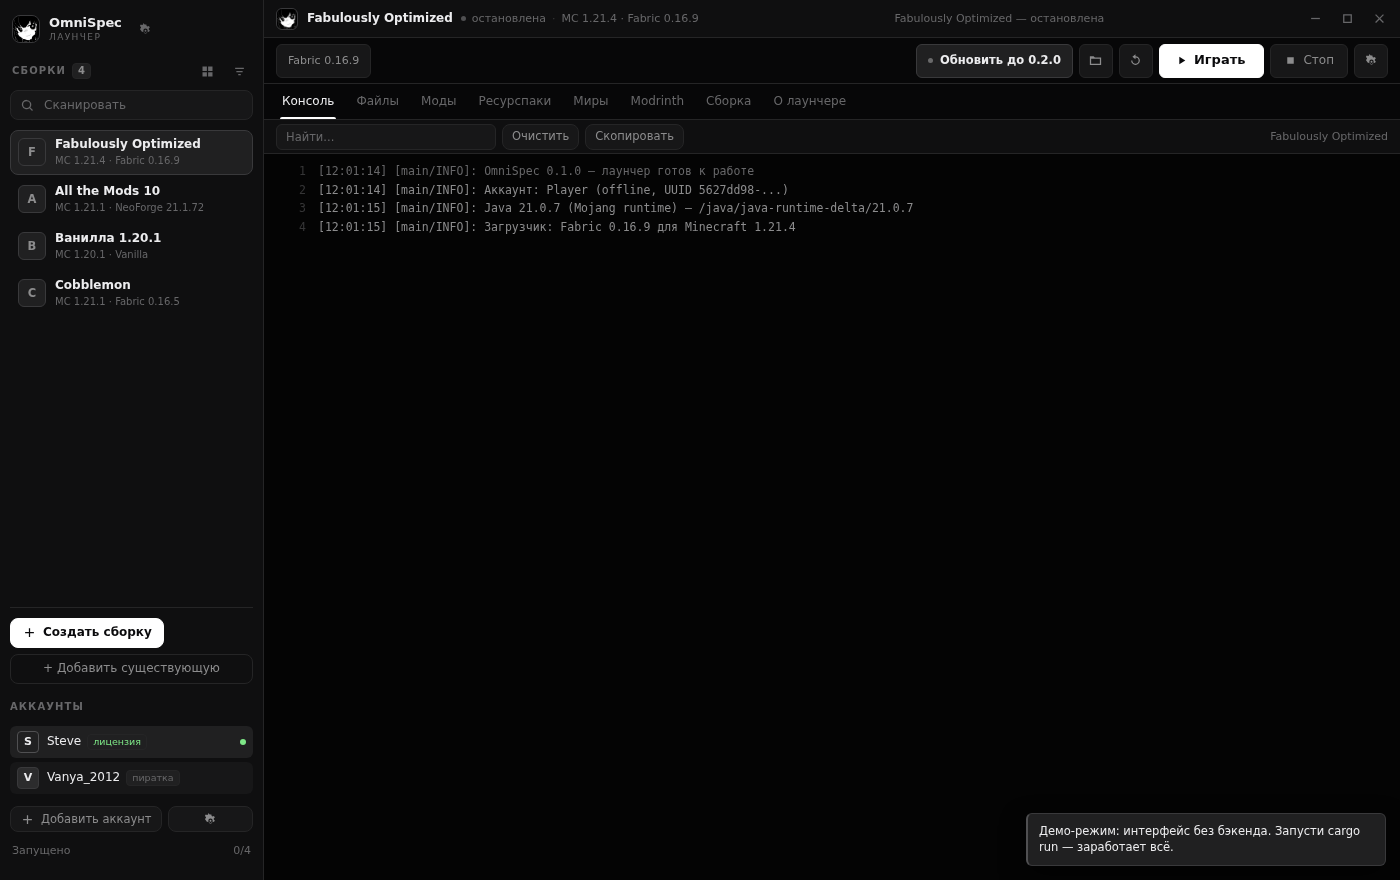 OmniSpec
ЛАУНЧЕР
СБОРКИ 4
Сканировать
F Fabulously Optimized
MC 1.21.4 · Fabric 0.16.9
A All the Mods 10
MC 1.21.1 · NeoForge 21.1.72
В Ванилла 1.20.1
MC 1.20.1 · Vanilla
C Cobblemon
MC 1.21.1 · Fabric 0.16.5
+ Создать сборку
+ Добавить существующую
АККАУНТЫ
S Steve лицензия
V Vanya_2012 пиратка
+ Добавить аккаунт
Запущено 0/4
Fabulously Optimized остановлена · MC 1.21.4 · Fabric 0.16.9
Fabulously Optimized — остановлена
Fabric 0.16.9
Обновить до 0.2.0
Играть
Стоп
Консоль Файлы Моды Ресурспаки Миры Modrinth Сборка О лаунчере
Найти... Очистить Скопировать Fabulously Optimized
1 [12:01:14] [main/INFO]: OmniSpec 0.1.0 — лаунчер готов к работе
2 [12:01:14] [main/INFO]: Аккаунт: Player (offline, UUID 5627dd98-...)
3 [12:01:15] [main/INFO]: Java 21.0.7 (Mojang runtime) — /java/java-runtime-delta/21.0.7
4 [12:01:15] [main/INFO]: Загрузчик: Fabric 0.16.9 для Minecraft 1.21.4
Демо-режим: интерфейс без бэкенда. Запусти cargo
run — заработает всё.